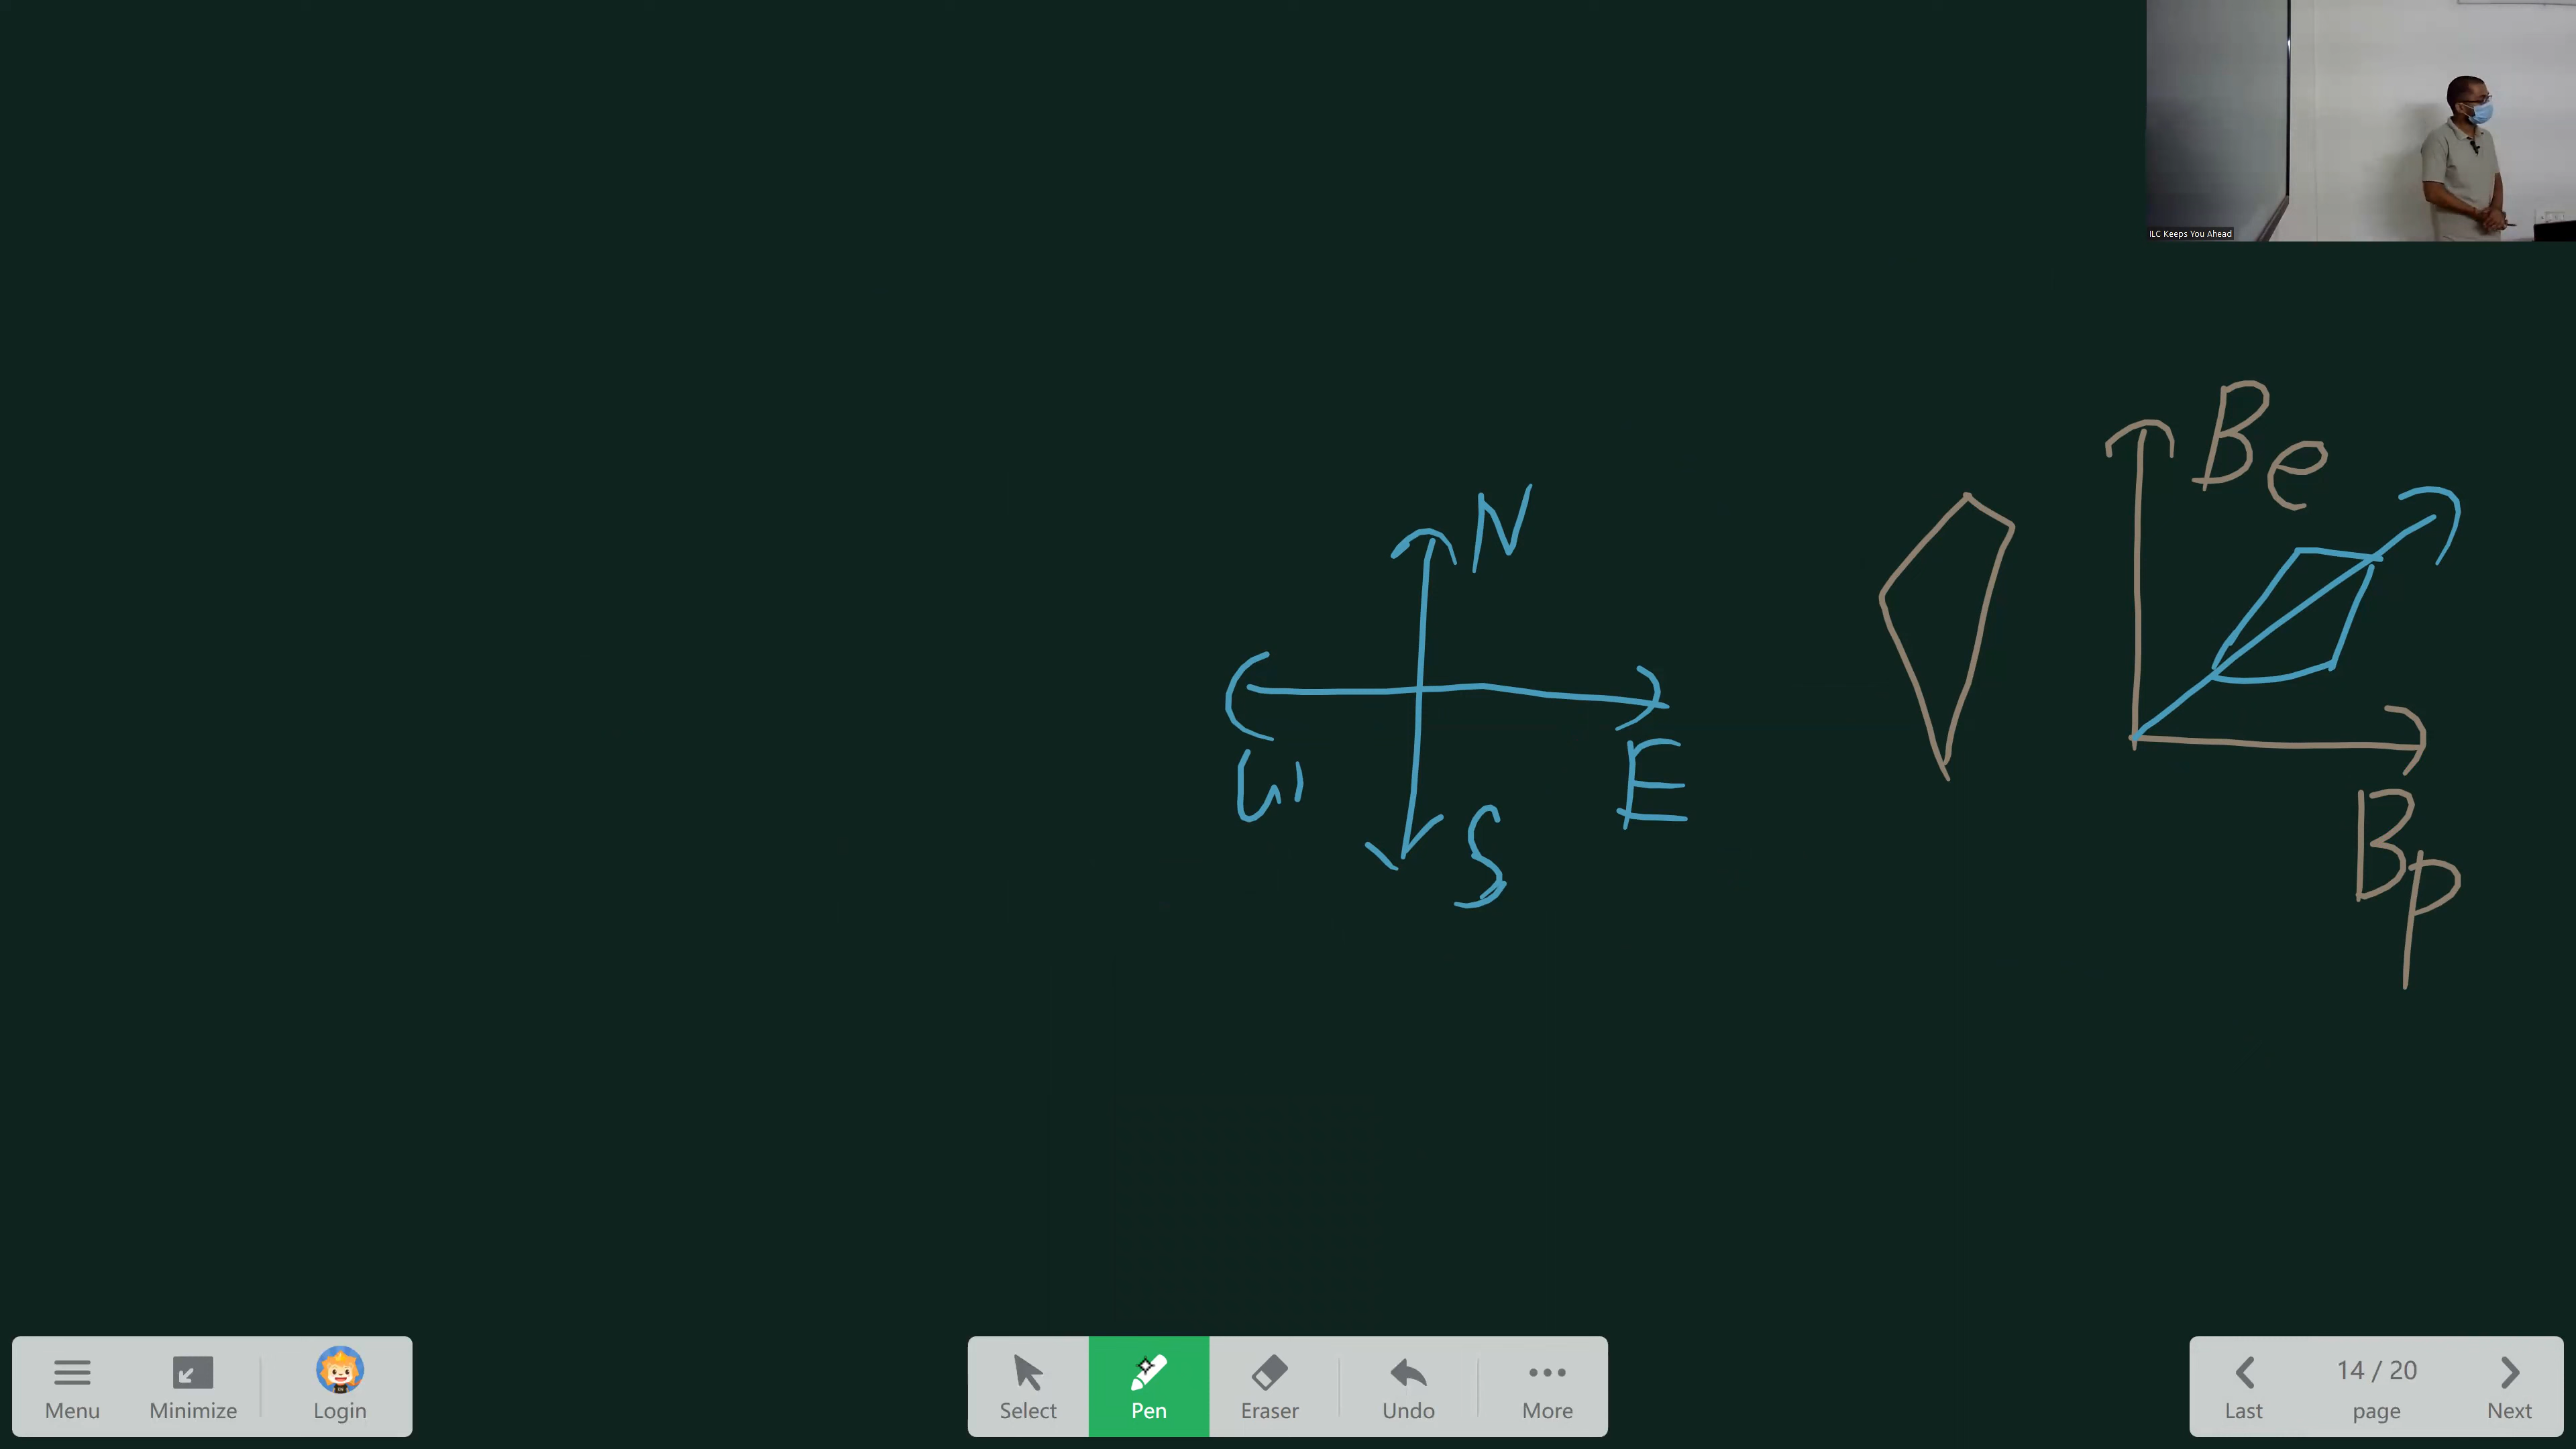 ILC Keeps You Ahead
Be
N
W
E
S
Bp
Menu
Minimize
Login
Select
Pen
Eraser
Undo
More
Last
14 / 20
page
Next